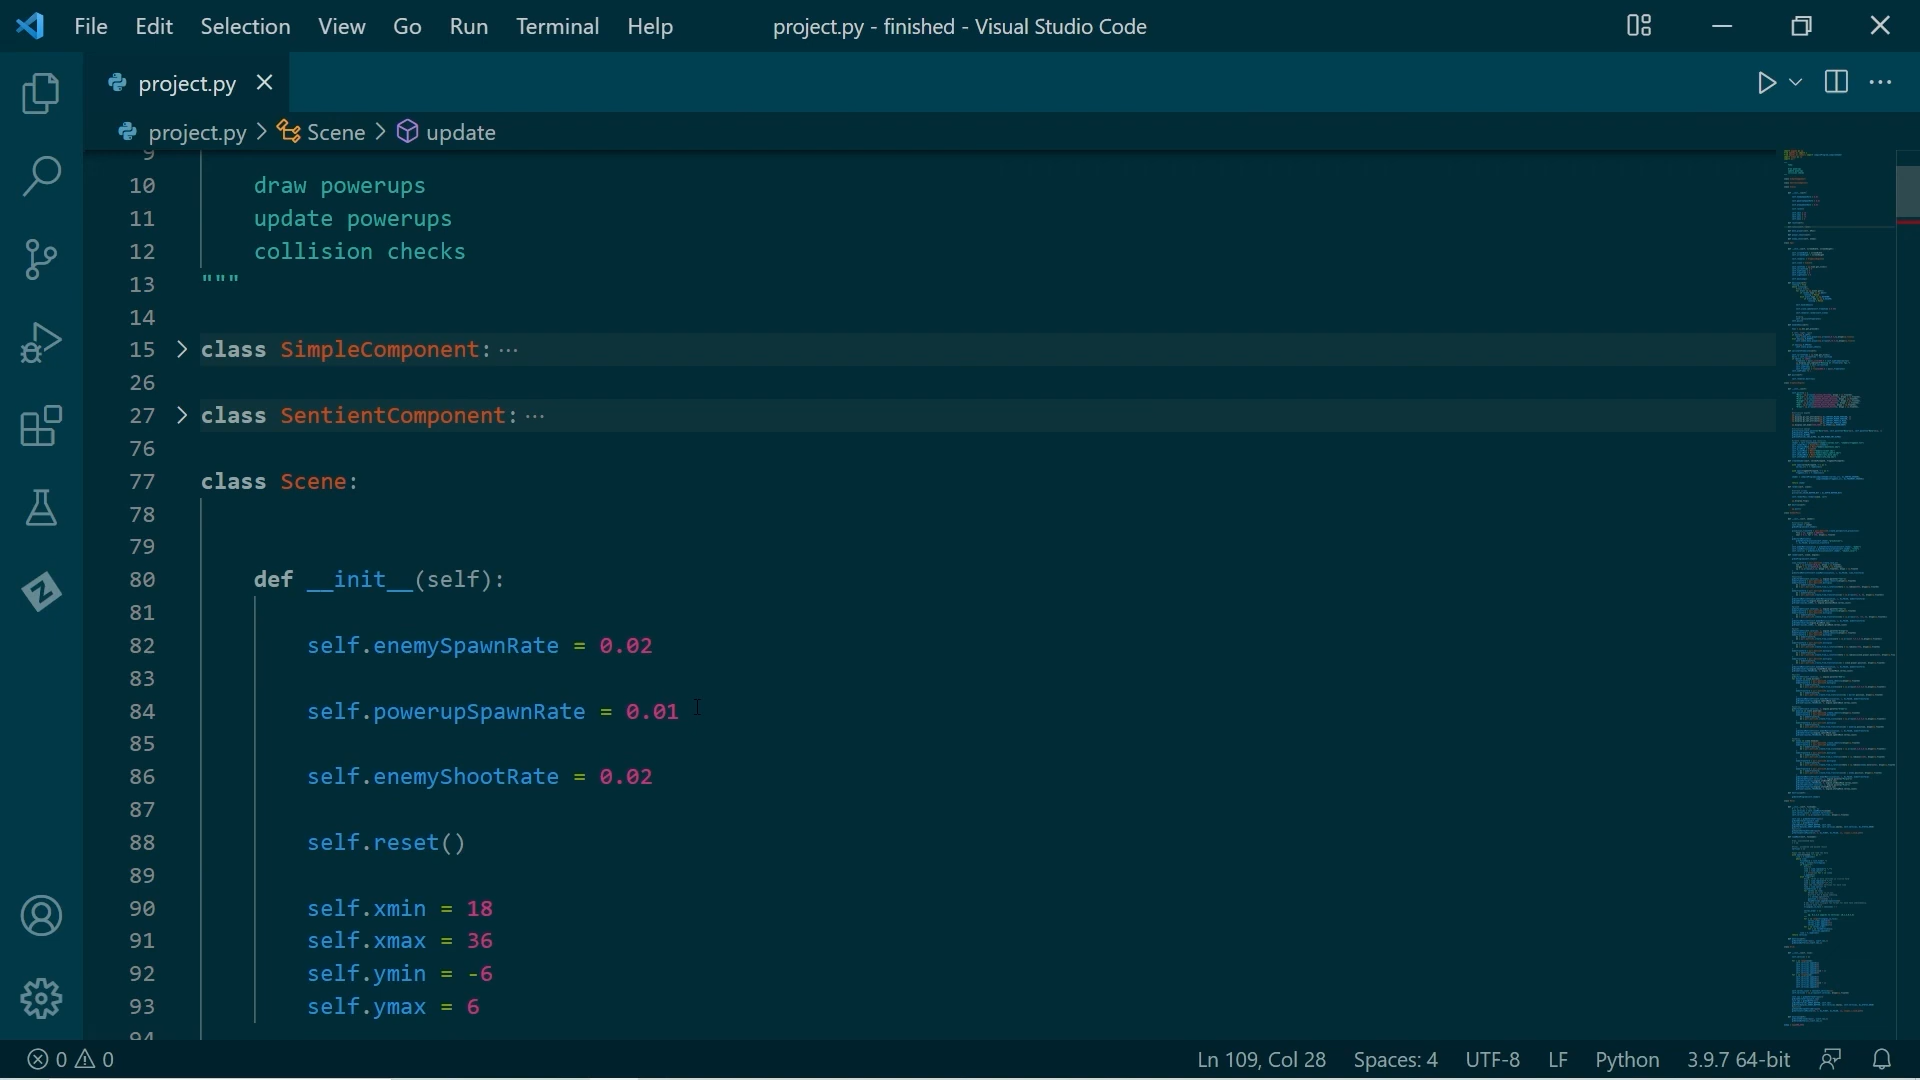 File Edit Selection View Go Run Terminal Help project.py - finished - Visual Studio Code
project.py
project.py > Scene > update
9
10 draw powerups
11 update powerups
12 collision checks
13 """
14
15 class SimpleComponent:···
26
27 class SentientComponent:···
76
77 class Scene:
78
79
80 def __init__(self):
81
82 self.enemySpawnRate = 0.02
83
84 self.powerupSpawnRate = 0.01
85
86 self.enemyShootRate = 0.02
87
88 self.reset()
89
90 self.xmin = 18
91 self.xmax = 36
92 self.ymin = -6
93 self.ymax = 6
94
0 0 Ln 109, Col 28 Spaces: 4 UTF-8 LF Python 3.9.7 64-bit